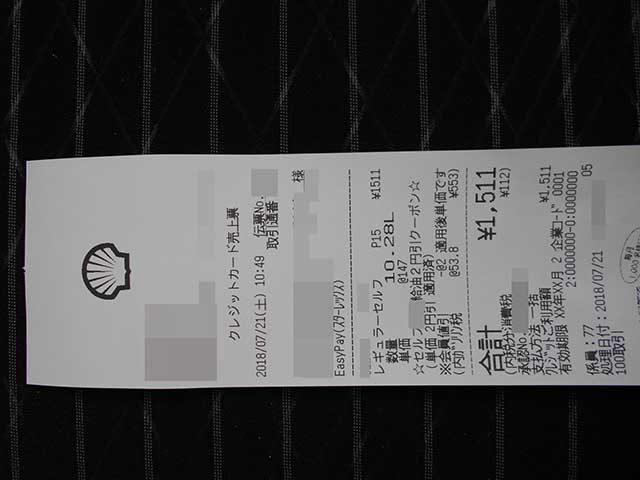 クレジットカード売上票
2018/07/21(土) 10:49 伝票No.
取引通番
様
EasyPay(スターレックス)
レギュラーセルフ P15 ¥1511
数量 10.28L
単価 @147
☆セルフ 給油2円引クーポン☆
(単価 2円引 適用済)
※会員値引 -02 適用後単価です
(内ガソリン税 @53.8 ¥553)
合計 ¥1,511
(内税分消費税 ¥112)
承認No.
支払方法 一括
クレジットご利用額 ¥1,511
有効期限 XX年XX月 2 企業コード 0001
2:0000000-0:0000000
係員:77 05
処理日付:2018/07/21
100取引